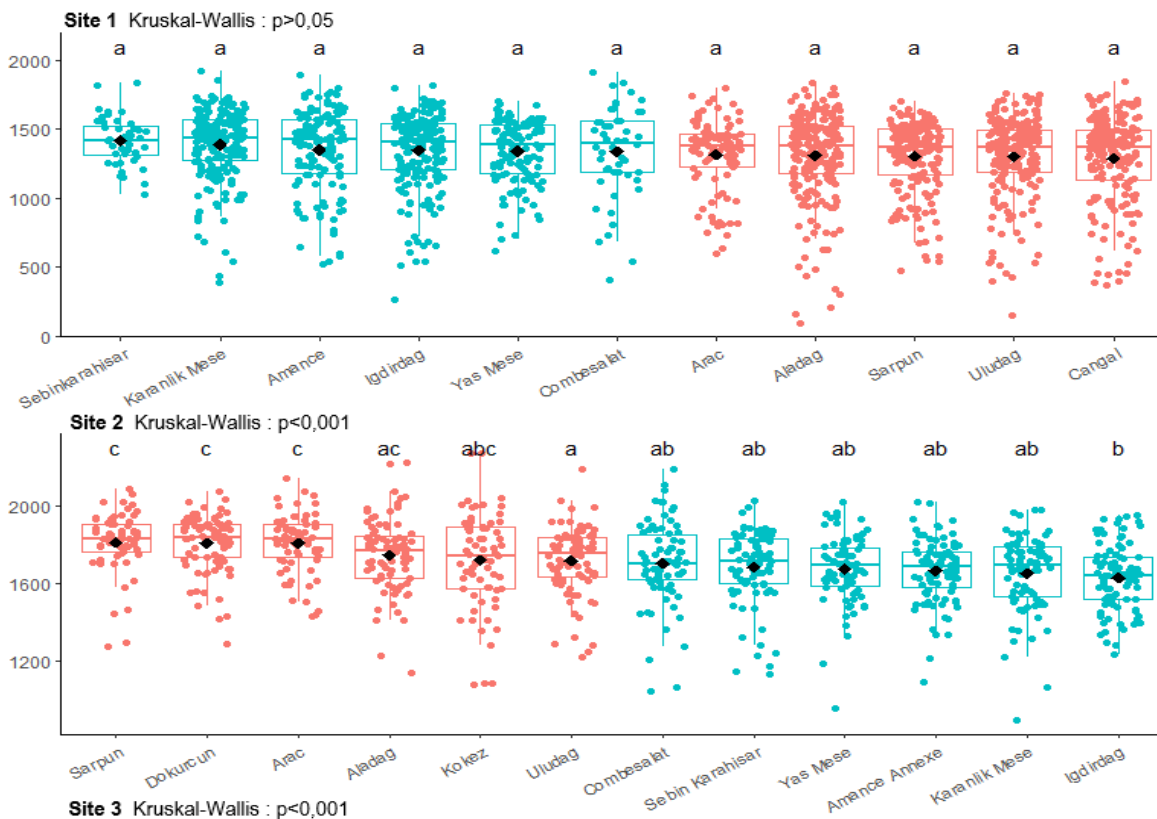 Site 1 Kruskal-Wallis : p>0,05
a a a a a a a a a a a
2000
1500
1000
500
0
Sebinkarahisar Karanlik Mese Amance Igdirdag Yas Mese Combesalat Arac Aladag Sarpun Uludag Cangal
Site 2 Kruskal-Wallis : p<0,001
c c c ac abc a ab ab ab ab ab b
2000
1600
1200
Sarpun Dokurcun Arac Aladag Kokez Uludag Combesalat Sebin Karahisar Yas Mese Amance Annexe Karanlik Mese Igdirdag
Site 3 Kruskal-Wallis : p<0,001